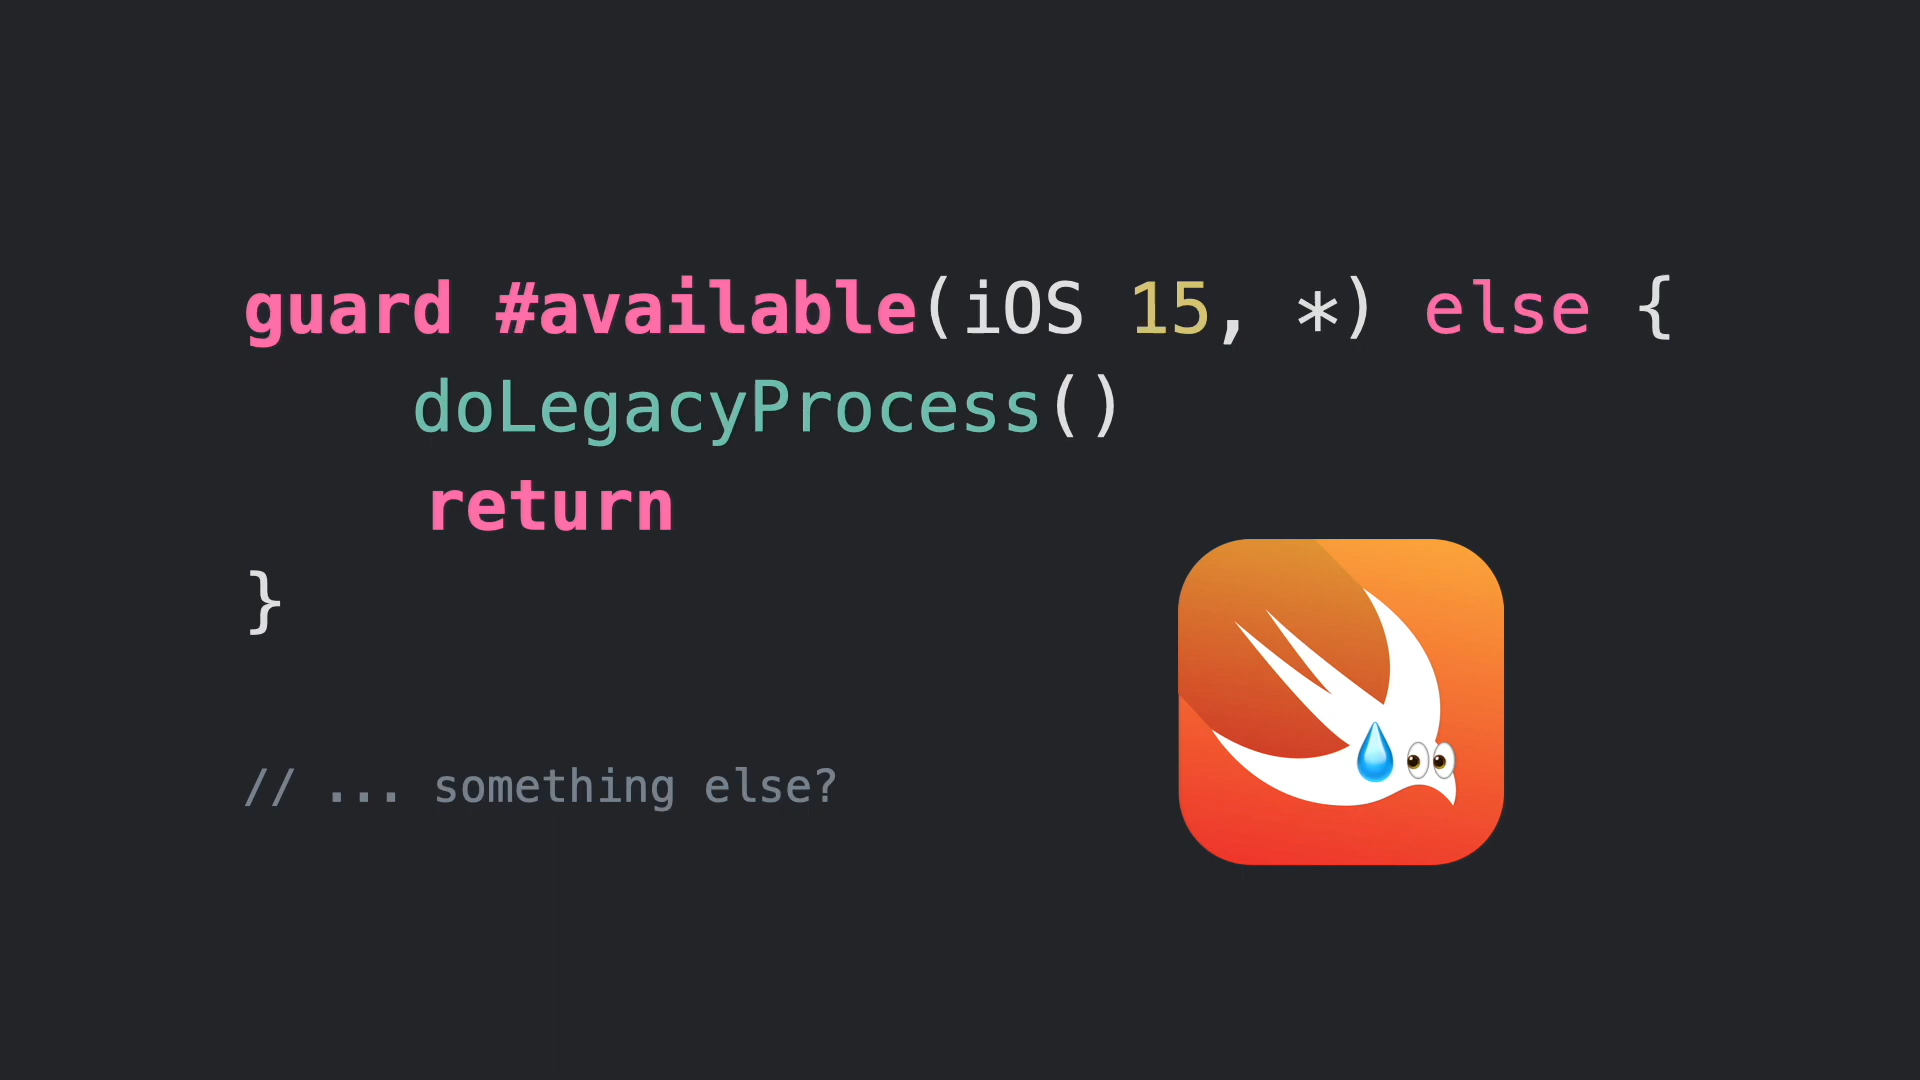 guard #available(iOS 15, *) else {
    doLegacyProcess()
    return
}
// ... something else?